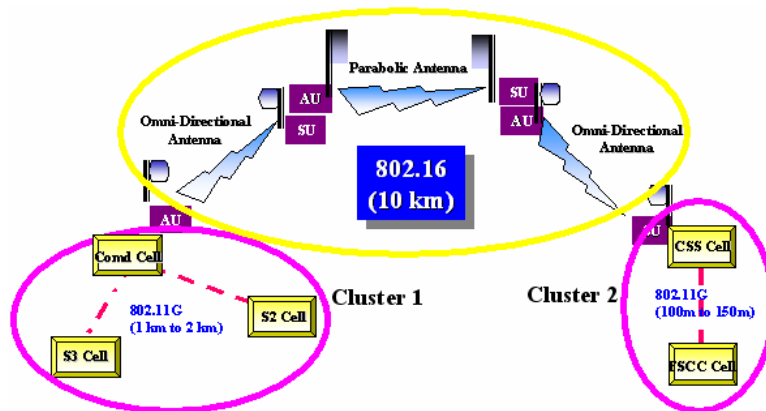 Parabolic Antenna
AU
SU
SU
AU
Omni-Directional
Antenna
Omni-Directional
Antenna
802.16
(10 km)
AU
SU
Comd Cell
CSS Cell
802.11G
(1 km to 2 km)
S2 Cell
S3 Cell
Cluster 1
Cluster 2
802.11G
(100m to 150m)
FSCC Cell